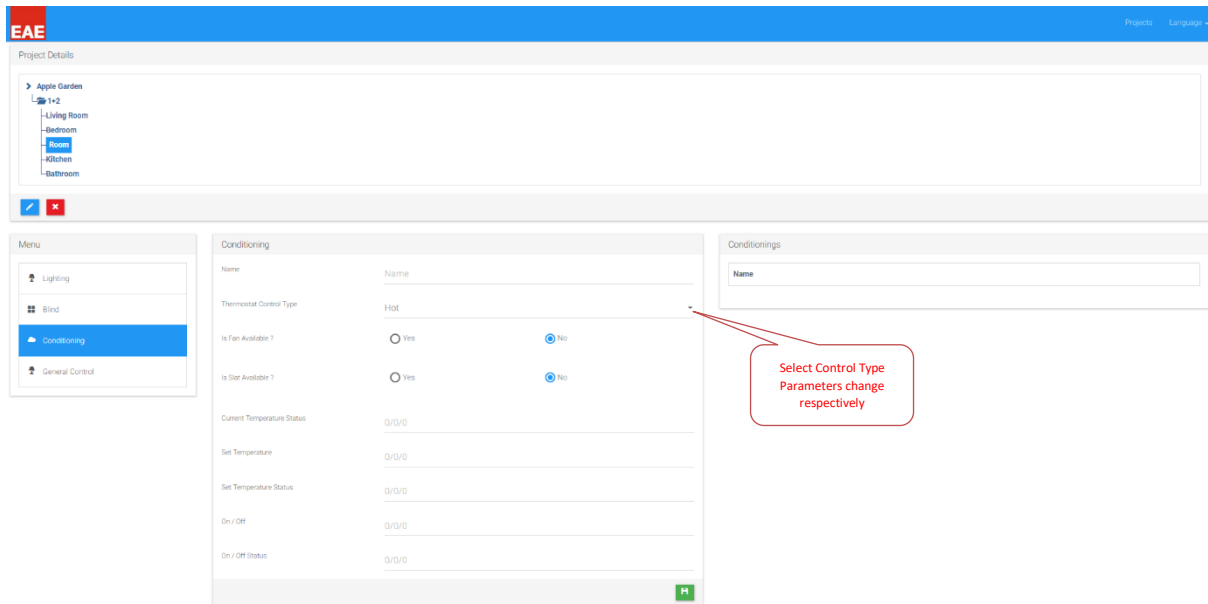 EAE
Projects Language
Project Details
Apple Garden
1+2
Living Room
Bedroom
Room
Kitchen
Bathroom
Menu
Lighting
Blind
Conditioning
General Control
Conditioning
Name
Name
Thermostat Control Type
Hot
Is Fan Available ?
Yes
No
Is Slat Available ?
Yes
No
Current Temperature Status
0/0/0
Set Temperature
0/0/0
Set Temperature Status
0/0/0
On / Off
0/0/0
On / Off Status
0/0/0
Conditionings
Name
Select Control Type
Parameters change
respectively